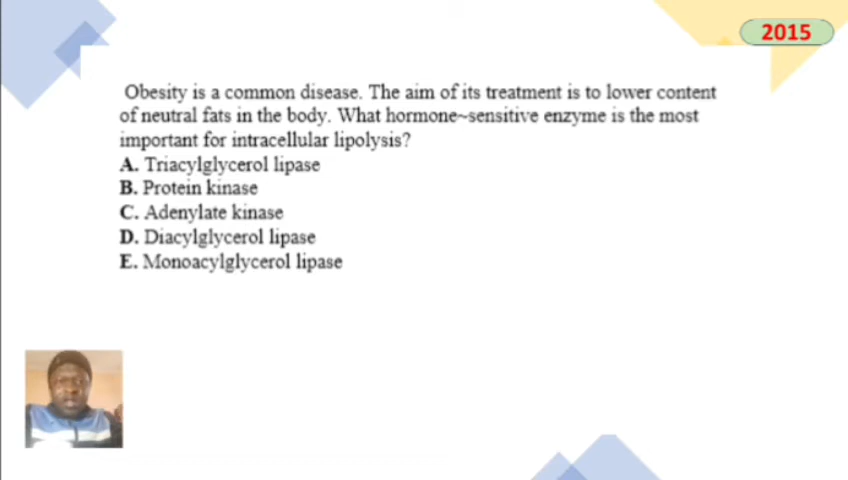 2015
Obesity is a common disease. The aim of its treatment is to lower content
of neutral fats in the body. What hormone~sensitive enzyme is the most
important for intracellular lipolysis?
A. Triacylglycerol lipase
B. Protein kinase
C. Adenylate kinase
D. Diacylglycerol lipase
E. Monoacylglycerol lipase